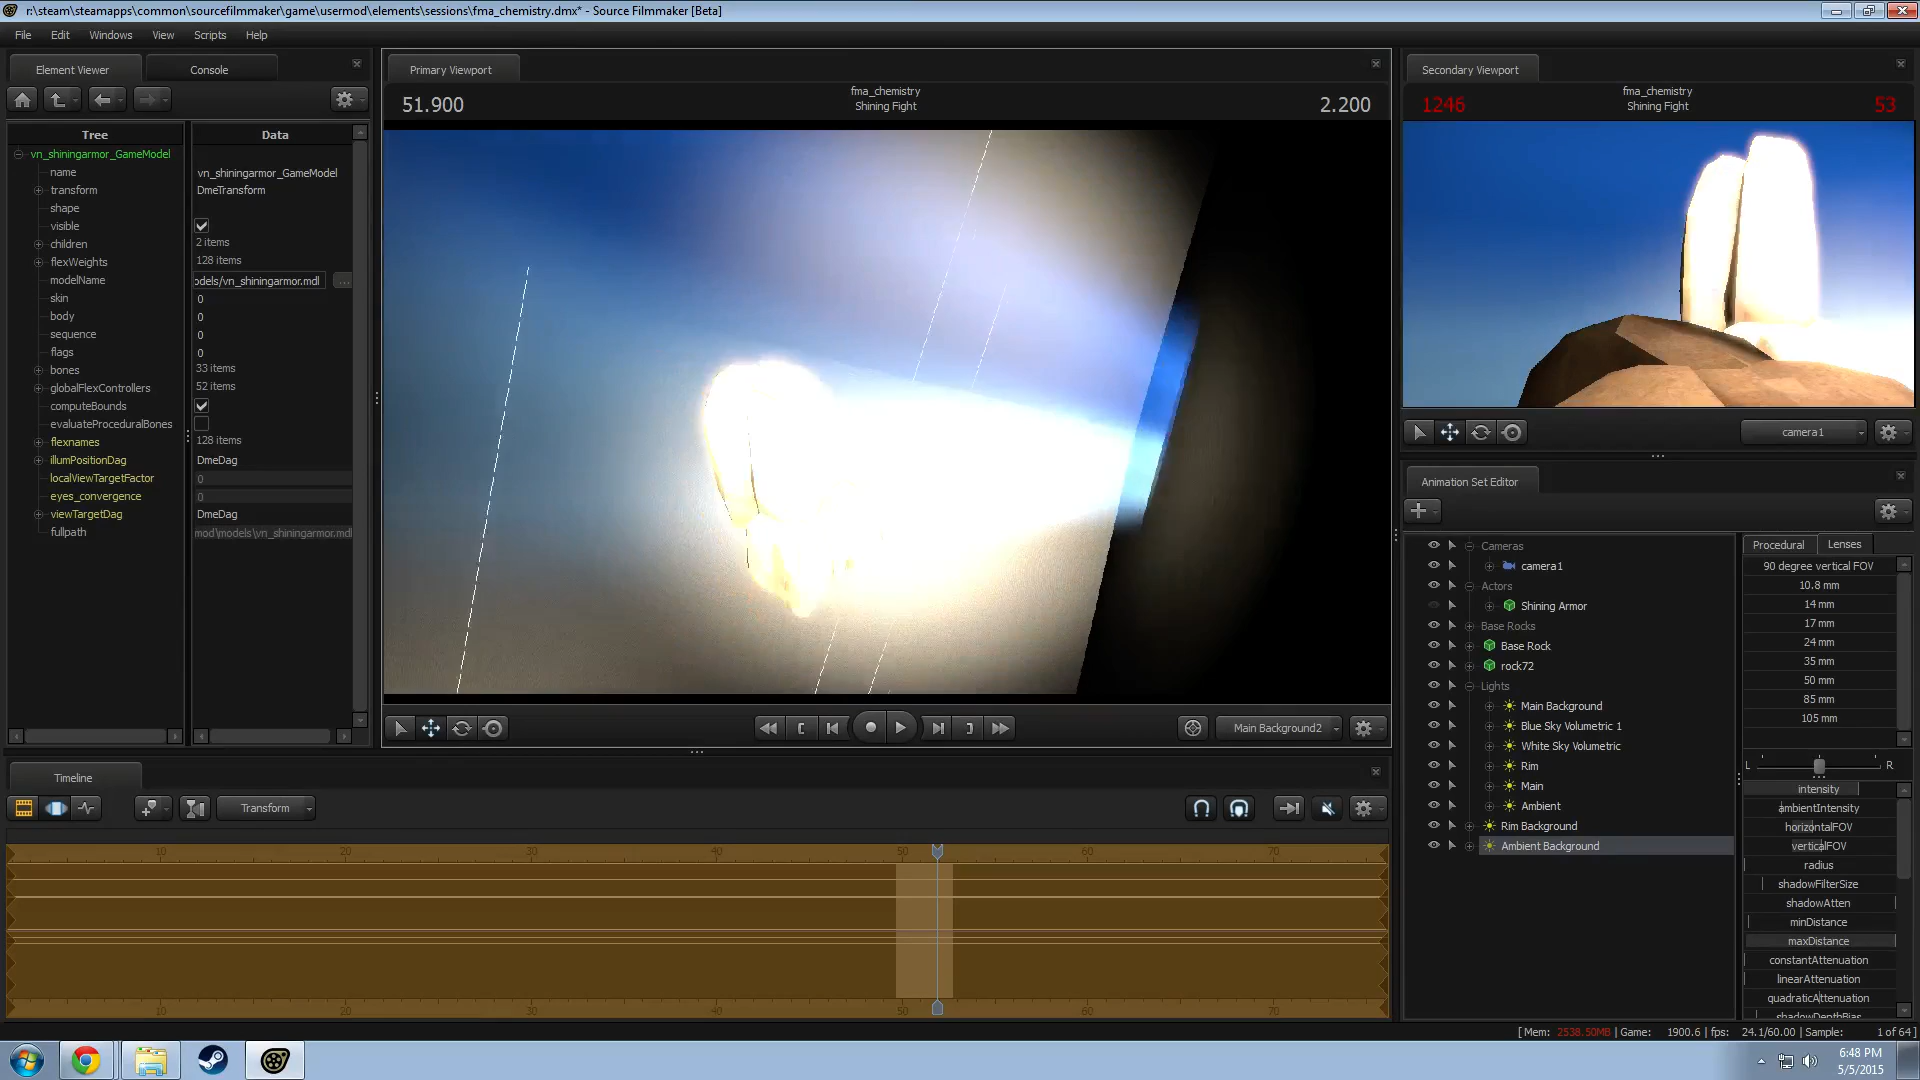 r:\steam\steamapps\common\sourcefilmmaker\game\usermod\elements\sessions\fma_chemistry.dmx* - Source Filmmaker [Beta]
File Edit Windows View Scripts Help
Element Viewer Console
Tree Data
vn_shiningarmor_GameModel
name vn_shiningarmor_GameModel
transform DmeTransform
shape
visible
children 2 items
flexWeights 128 items
modelName odels/vn_shiningarmor.mdl ...
skin 0
body 0
sequence 0
flags 0
bones 33 items
globalFlexControllers 52 items
computeBounds
evaluateProceduralBones
flexnames 128 items
illumPositionDag DmeDag
localViewTargetFactor 0
eyes_convergence 0
viewTargetDag DmeDag
fullpath mod\models\vn_shiningarmor.mdl
Primary Viewport
51.900
fma_chemistry
Shining Fight
2.200
Main Background2
Secondary Viewport
1246
fma_chemistry
Shining Fight
53
camera1
Animation Set Editor
Cameras
camera1
Actors
Shining Armor
Base Rocks
Base Rock
rock72
Lights
Main Background
Blue Sky Volumetric 1
White Sky Volumetric
Rim
Main
Ambient
Rim Background
Ambient Background
Procedural Lenses
90 degree vertical FOV
10.8 mm
14 mm
17 mm
24 mm
35 mm
50 mm
85 mm
105 mm
L R
intensity
ambientIntensity
horizontalFOV
verticalFOV
radius
shadowFilterSize
shadowAtten
minDistance
maxDistance
constantAttenuation
linearAttenuation
quadraticAttenuation
shadowDepthBias
Timeline
Transform
10 20 30 40 50 60 70
10 20 30 40 50 60 70
[ Mem: 2538.50MB | Game: 1900.6 | fps: 24.1/60.00 | Sample: 1 of 64 ]
6:48 PM
5/5/2015